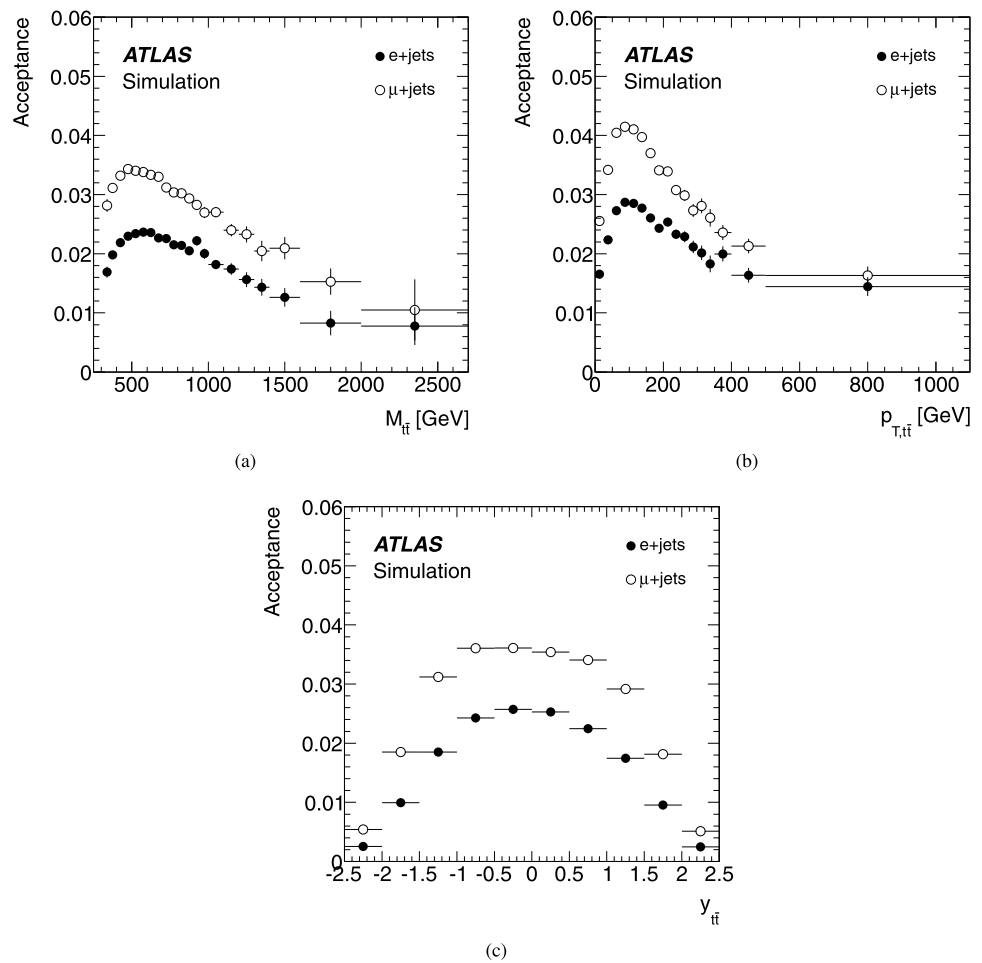 Acceptance
0.06
0.05
0.04
0.03
0.02
0.01
0
ATLAS
Simulation
e+jets
μ+jets
500 1000 1500 2000 2500
M_tt̄ [GeV]
(a)
Acceptance
0.06
0.05
0.04
0.03
0.02
0.01
0
ATLAS
Simulation
e+jets
μ+jets
0 200 400 600 800 1000
p_T,tt̄ [GeV]
(b)
Acceptance
0.06
0.05
0.04
0.03
0.02
0.01
0
ATLAS
Simulation
e+jets
μ+jets
-2.5 -2 -1.5 -1 -0.5 0 0.5 1 1.5 2 2.5
y_tt̄
(c)